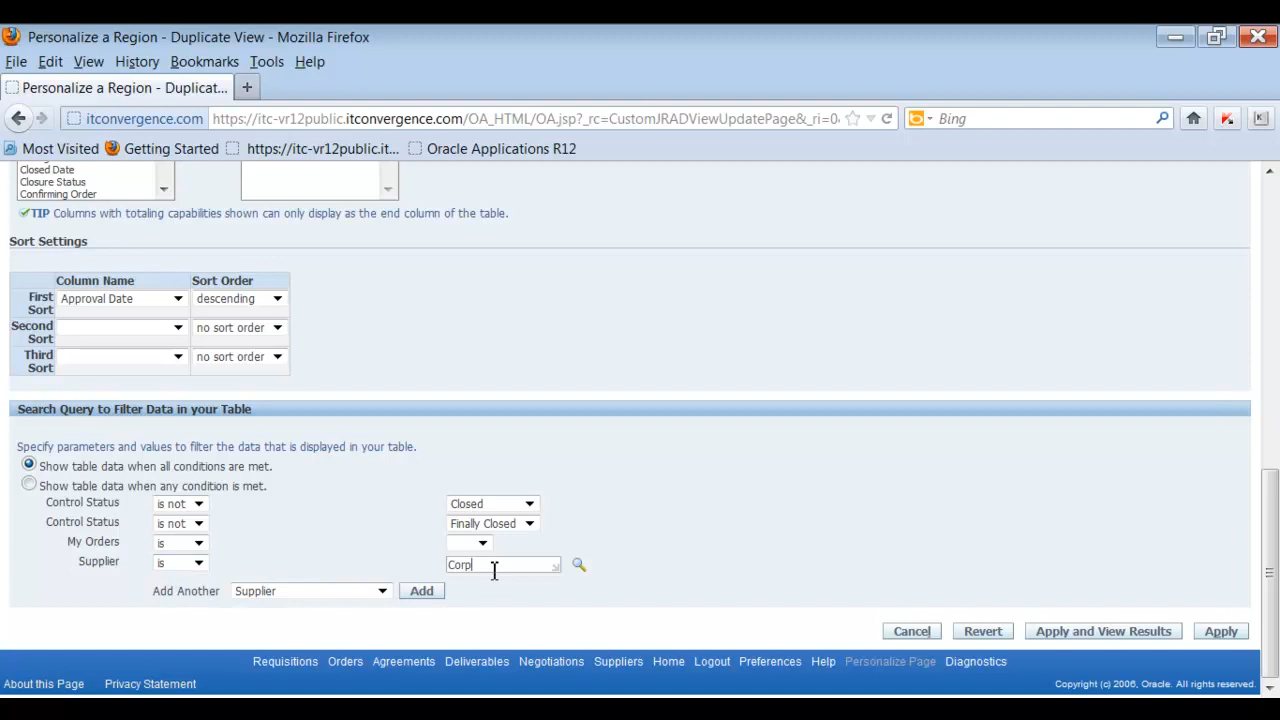 Personalize a Region - Duplicate View - Mozilla Firefox
File Edit View History Bookmarks Tools Help
Personalize a Region - Duplicat... +
itconvergence.com https://itc-vr12public.itconvergence.com/OA_HTML/OA.jsp?_rc=CustomJRADViewUpdatePage&_ri=0 Bing
Most Visited Getting Started https://itc-vr12public.it... Oracle Applications R12
Closed Date
Closure Status
Confirming Order
TIP Columns with totaling capabilities shown can only display as the end column of the table.
Sort Settings
Column Name Sort Order
First Sort Approval Date descending
Second Sort no sort order
Third Sort no sort order
Search Query to Filter Data in your Table
Specify parameters and values to filter the data that is displayed in your table.
Show table data when all conditions are met.
Show table data when any condition is met.
Control Status is not Closed
Control Status is not Finally Closed
My Orders is
Supplier is Corp
Add Another Supplier Add
Cancel Revert Apply and View Results Apply
Requisitions Orders Agreements Deliverables Negotiations Suppliers Home Logout Preferences Help Personalize Page Diagnostics
About this Page Privacy Statement Copyright (c) 2006, Oracle. All rights reserved.